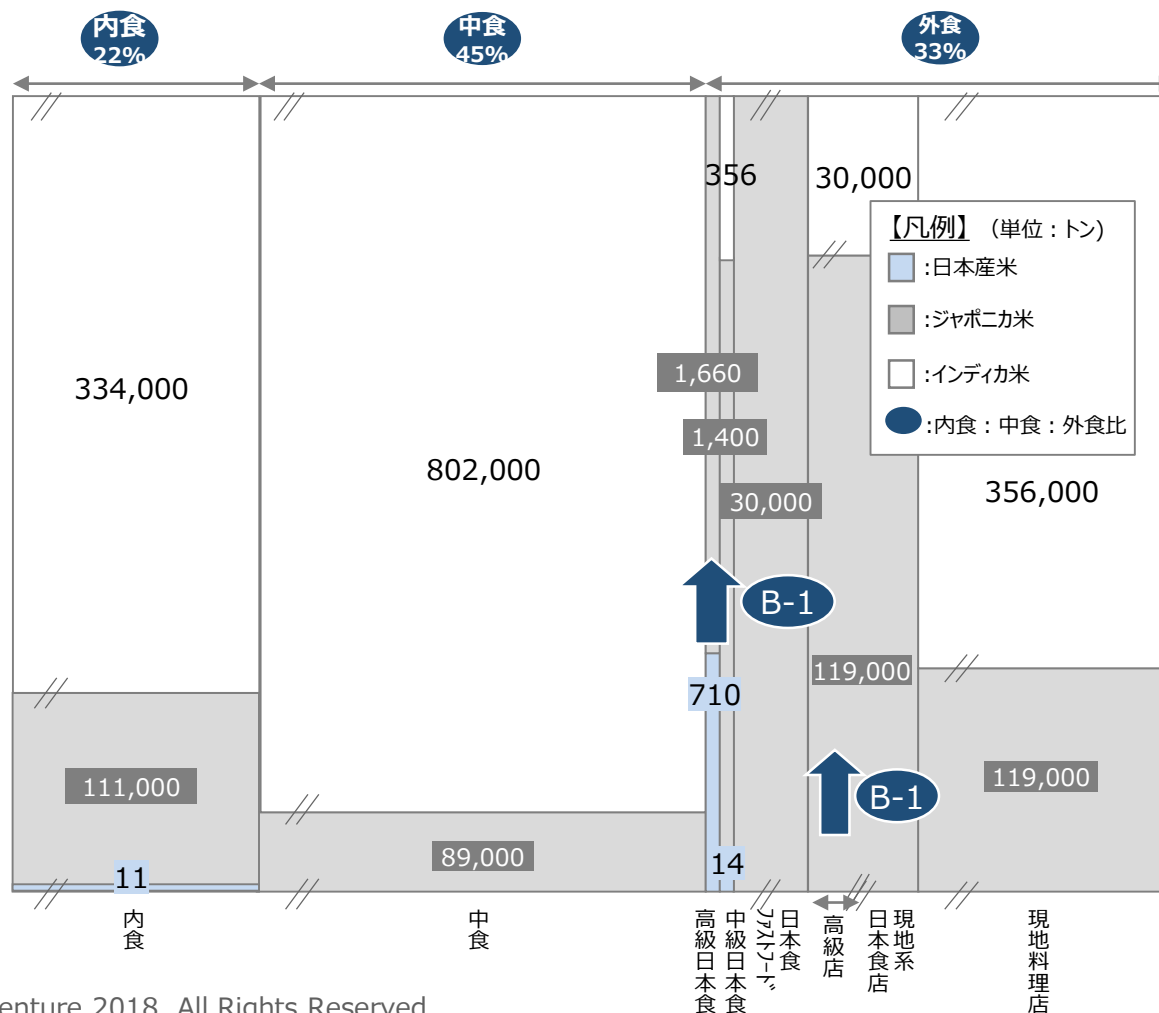 内食
22%
中食
45%
外食
33%
356
30,000
【凡例】 （単位：トン）
:日本産米
:ジャポニカ米
:インディカ米
:内食：中食：外食比
334,000
1,660
1,400
802,000
30,000
356,000
B-1
119,000
710
111,000
B-1
119,000
89,000
14
11
内食
中食
高級日本食
中級日本食
日本食
ファストフード
高級店
現地系
日本食店
現地料理店
enture 2018 All Rights Reserved